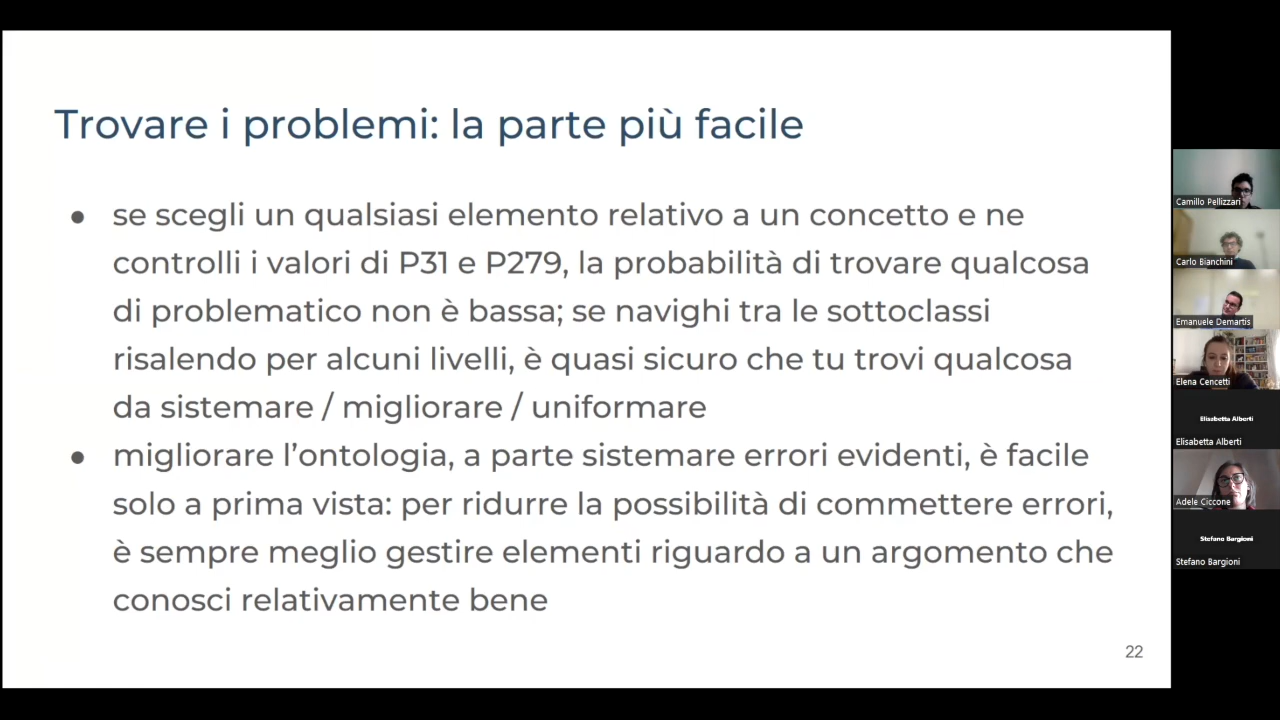 Trovare i problemi: la parte più facile
● se scegli un qualsiasi elemento relativo a un concetto e ne
controlli i valori di P31 e P279, la probabilità di trovare qualcosa
di problematico non è bassa; se navighi tra le sottoclassi
risalendo per alcuni livelli, è quasi sicuro che tu trovi qualcosa
da sistemare / migliorare / uniformare
● migliorare l’ontologia, a parte sistemare errori evidenti, è facile
solo a prima vista: per ridurre la possibilità di commettere errori,
è sempre meglio gestire elementi riguardo a un argomento che
conosci relativamente bene
22
Camillo Pellizzari
Carlo Bianchini
Emanuele Demartis
Elena Cencetti
Elisabetta Alberti
Elisabetta Alberti
Adele Ciccone
Stefano Bargioni
Stefano Bargioni